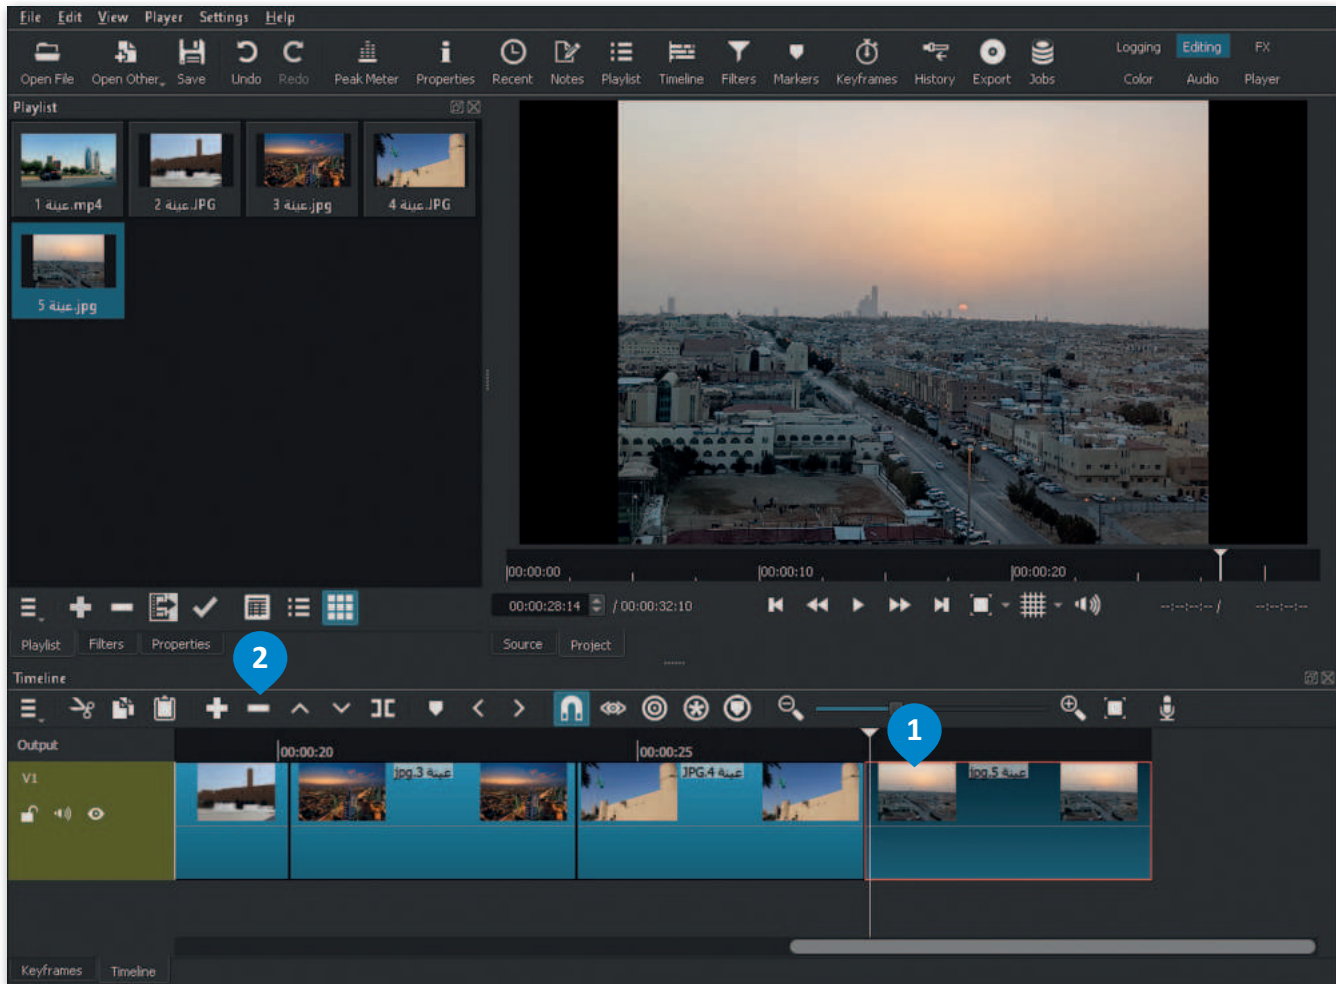 File Edit View Player Settings Help
Open File Open Other Save Undo Redo Peak Meter Properties Recent Notes Playlist Timeline Filters Markers Keyframes History Export Jobs
Logging Editing FX
Color Audio Player
Playlist
عينة 1.mp4 عينة 2.JPG عينة 3.jpg عينة 4.JPG
عينة 5.jpg
00:00:00 00:00:10 00:00:20
00:00:28:14 / 00:00:32:10 --:--:--:-- / --:--:--:--
Playlist Filters Properties
Source Project
2
Timeline
1
Output 00:00:20 00:00:25
V1 عينة 3.jpg عينة 4.JPG عينة 5.jpg
Keyframes Timeline